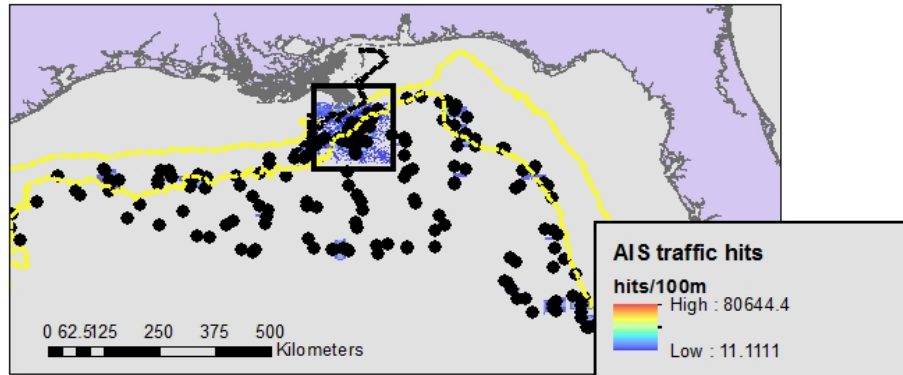 AIS traffic hits
hits/100m
High : 80644.4
Low : 11.1111
0 62.5125 250 375 500
Kilometers